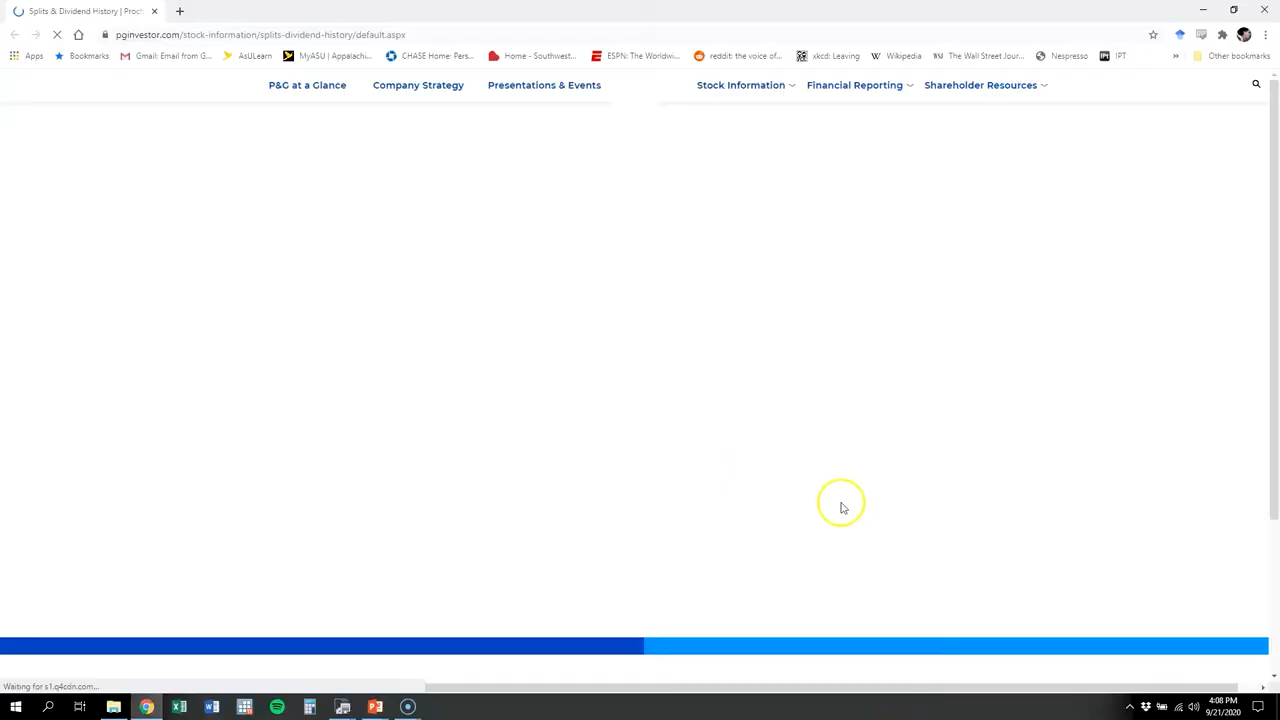 Splits & Dividend History | Proct
pginvestor.com/stock-information/splits-dividend-history/default.aspx
Apps
Bookmarks
Gmail: Email from G...
AsULearn
MyASU | Appalachi...
CHASE Home: Pers...
Home - Southwest...
ESPN: The Worldwi...
reddit: the voice of...
xkcd: Leaving
Wikipedia
The Wall Street Jour...
Nespresso
IPT
»
Other bookmarks
P&G at a Glance
Company Strategy
Presentations & Events
Stock Information
Financial Reporting
Shareholder Resources
Waiting for s1.q4cdn.com...
4:08 PM
9/21/2020